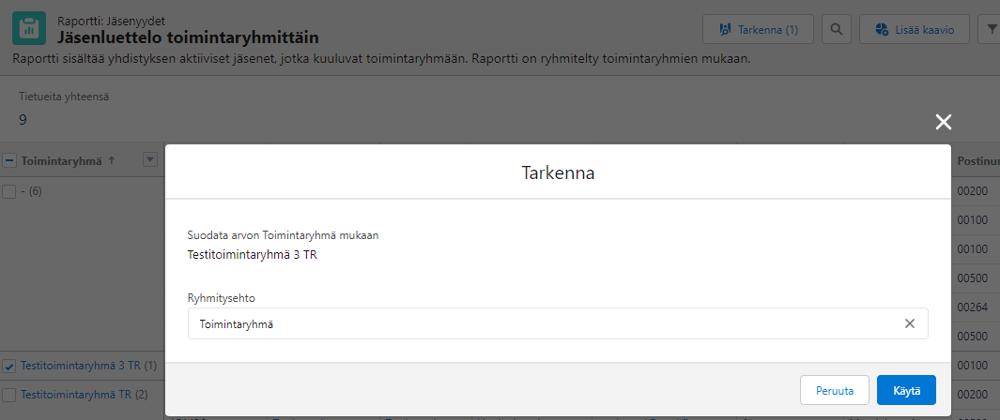 Raportti: Jäsenyydet
Jäsenluettelo toimintaryhmittäin
Tarkenna (1)
Lisää kaavio
Raportti sisältää yhdistyksen aktiiviset jäsenet, jotka kuuluvat toimintaryhmään. Raportti on ryhmitelty toimintaryhmien mukaan.
Tietueita yhteensä
9
Toimintaryhmä ↑
Postinur
- (6)
00200
00100
00100
00500
00264
00500
Testitoimintaryhmä 3 TR (1)
00100
Testitoimintaryhmä TR (2)
00200
Tarkenna
Suodata arvon Toimintaryhmä mukaan
Testitoimintaryhmä 3 TR
Ryhmitysehto
Toimintaryhmä
Peruuta
Käytä